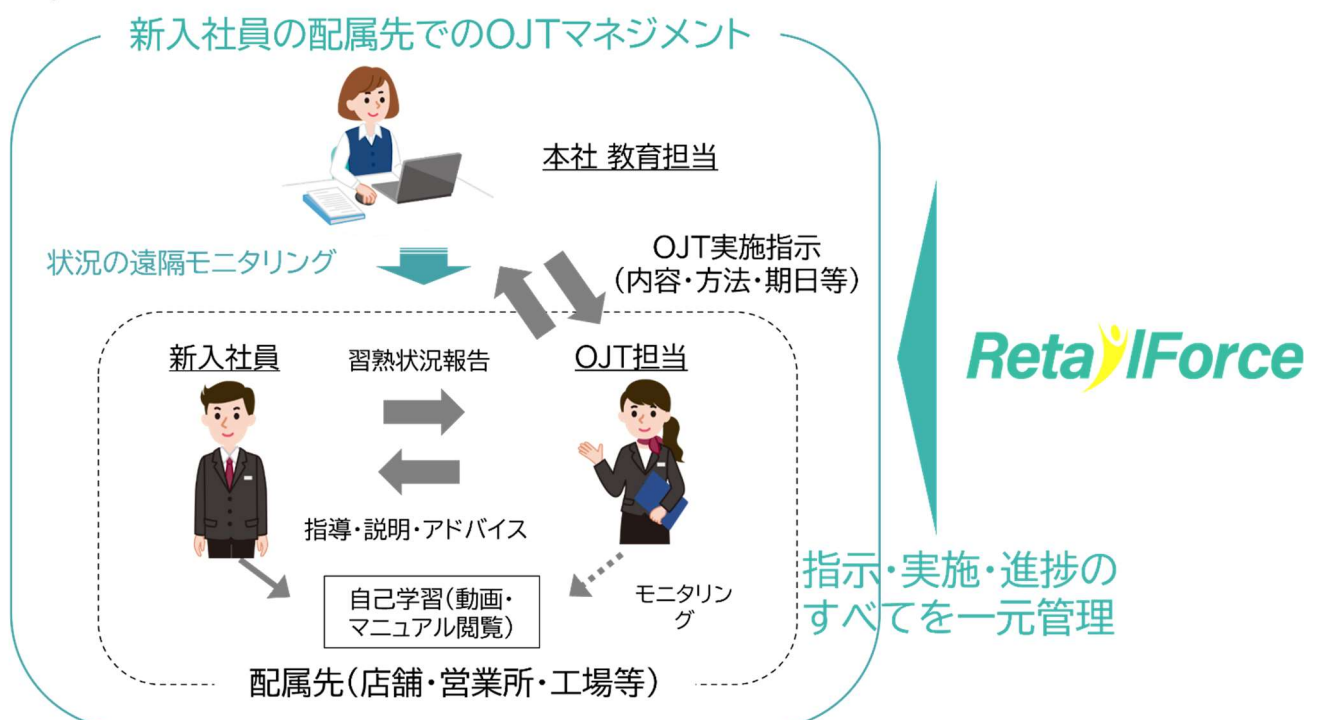 新入社員の配属先でのOJTマネジメント
本社 教育担当
状況の遠隔モニタリング
OJT実施指示
（内容・方法・期日等）
新入社員
習熟状況報告
OJT担当
RetailForce
指導・説明・アドバイス
自己学習（動画・
マニュアル閲覧）
モニタリン
グ
指示・実施・進捗の
すべてを一元管理
配属先（店舗・営業所・工場等）